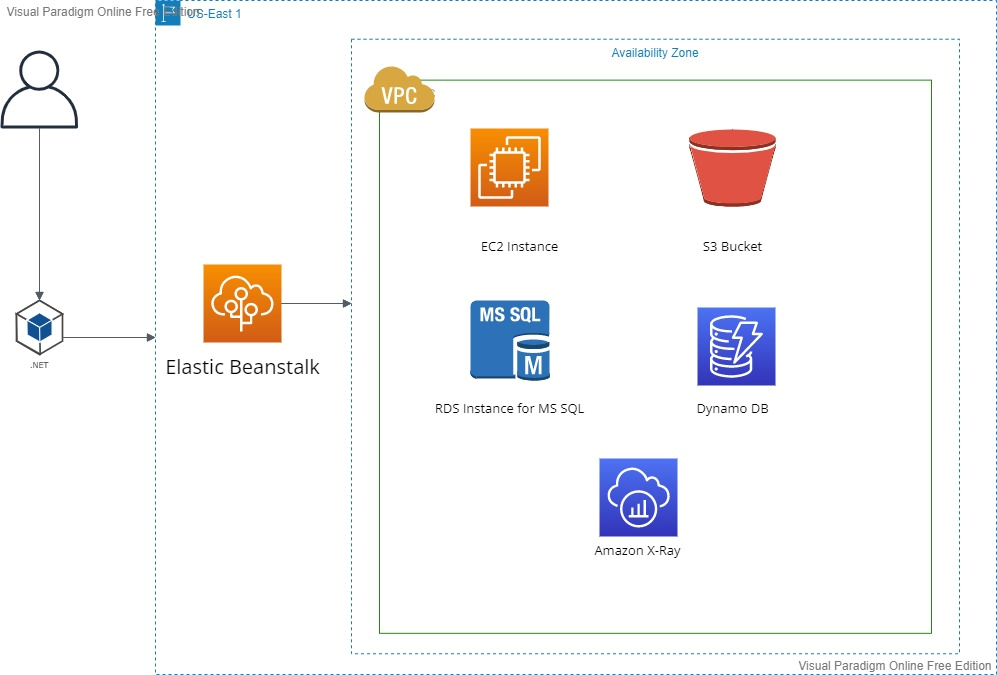 Visual Paradigm Online Free Edition
US-East 1
Availability Zone
VPC
EC2 Instance
S3 Bucket
MS SQL
M
.NET
Elastic Beanstalk
RDS Instance for MS SQL
Dynamo DB
Amazon X-Ray
Visual Paradigm Online Free Edition